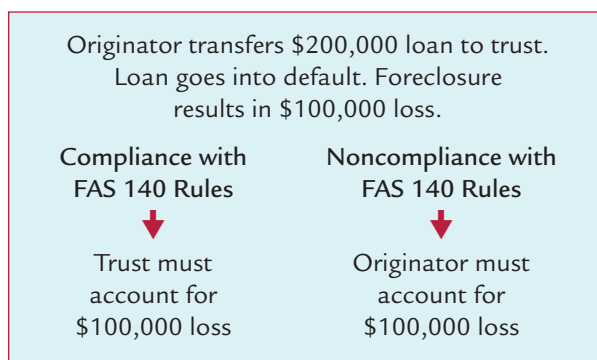 Originator transfers $200,000 loan to trust.
Loan goes into default. Foreclosure
results in $100,000 loss.
Compliance with
FAS 140 Rules
Trust must
account for
$100,000 loss
Noncompliance with
FAS 140 Rules
Originator must
account for
$100,000 loss